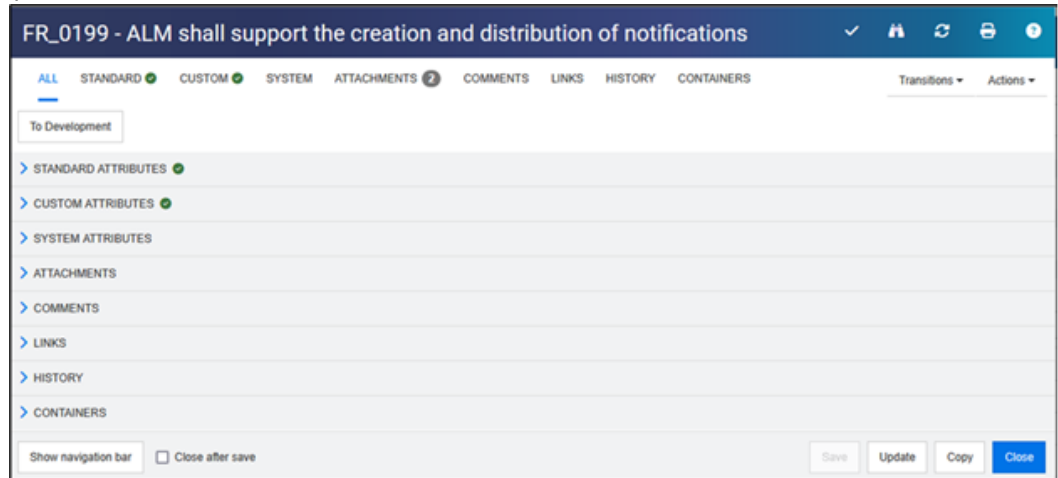 FR_0199 - ALM shall support the creation and distribution of notifications
ALL STANDARD CUSTOM SYSTEM ATTACHMENTS 2 COMMENTS LINKS HISTORY CONTAINERS Transitions Actions
To Development
STANDARD ATTRIBUTES
CUSTOM ATTRIBUTES
SYSTEM ATTRIBUTES
ATTACHMENTS
COMMENTS
LINKS
HISTORY
CONTAINERS
Show navigation bar Close after save Save Update Copy Close